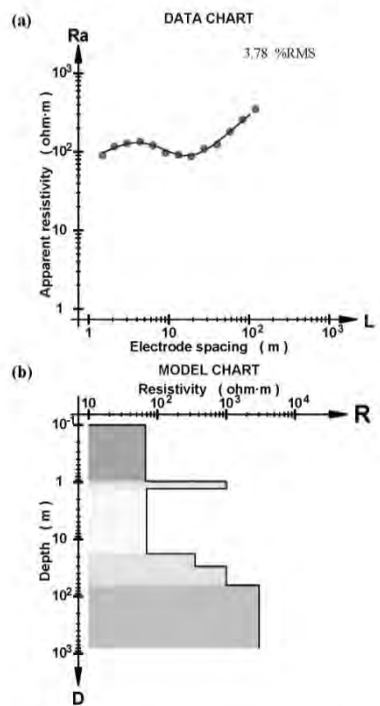 (a)
DATA CHART
Ra
3.78 %RMS
10³
10²
10
1
Apparent resistivity ( ohm·m )
1 10 10² 10³
L
Electrode spacing ( m )
(b)
MODEL CHART
Resistivity ( ohm·m )
10 10² 10³ 10⁴
R
10⁻
1
10
10²
10³
Depth ( m )
D